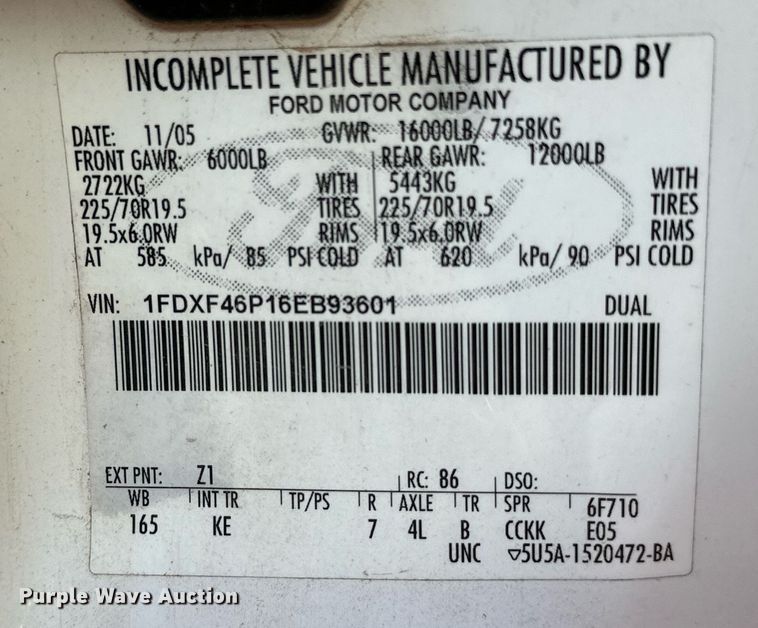 INCOMPLETE VEHICLE MANUFACTURED BY
FORD MOTOR COMPANY
DATE: 11/05 GVWR: 16000LB/ 7258KG
FRONT GAWR: 6000LB REAR GAWR: 12000LB
2722KG WITH 5443KG WITH
225/70R19.5 TIRES 225/70R19.5 TIRES
19.5x6.0RW RIMS 19.5x6.0RW RIMS
AT 585 kPa/ 85 PSI COLD AT 620 kPa/ 90 PSI COLD
VIN: 1FDXF46P16EB93601 DUAL
EXT PNT: Z1 RC: 86 DSO:
WB INT TR TP/PS R AXLE TR SPR 6F710
165 KE 7 4L B CCKK E05
UNC ▽5U5A-1520472-BA
Purple Wave Auction